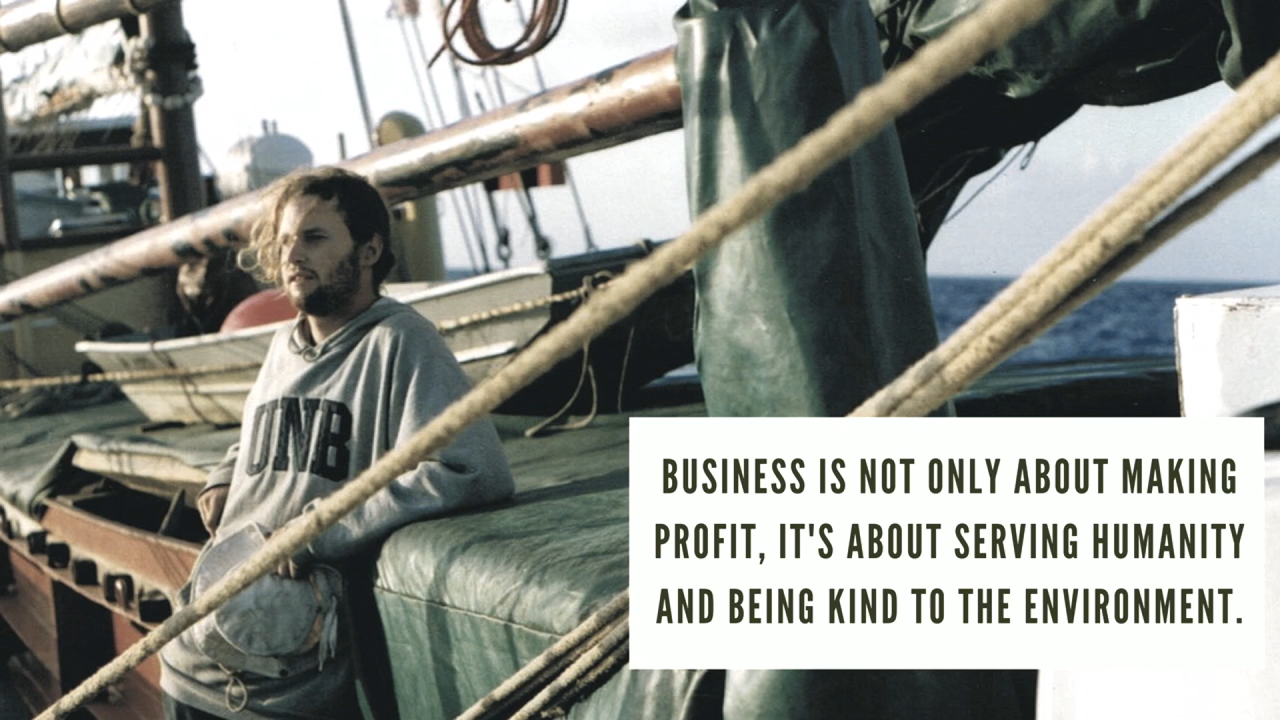 UNB
BUSINESS IS NOT ONLY ABOUT MAKING
PROFIT, IT'S ABOUT SERVING HUMANITY
AND BEING KIND TO THE ENVIRONMENT.